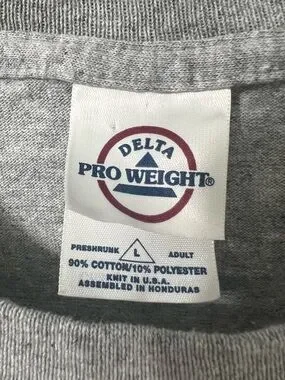 DELTA
PRO WEIGHT®
PRESHRUNK L ADULT
90% COTTON/10% POLYESTER
KNIT IN U.S.A.
ASSEMBLED IN HONDURAS